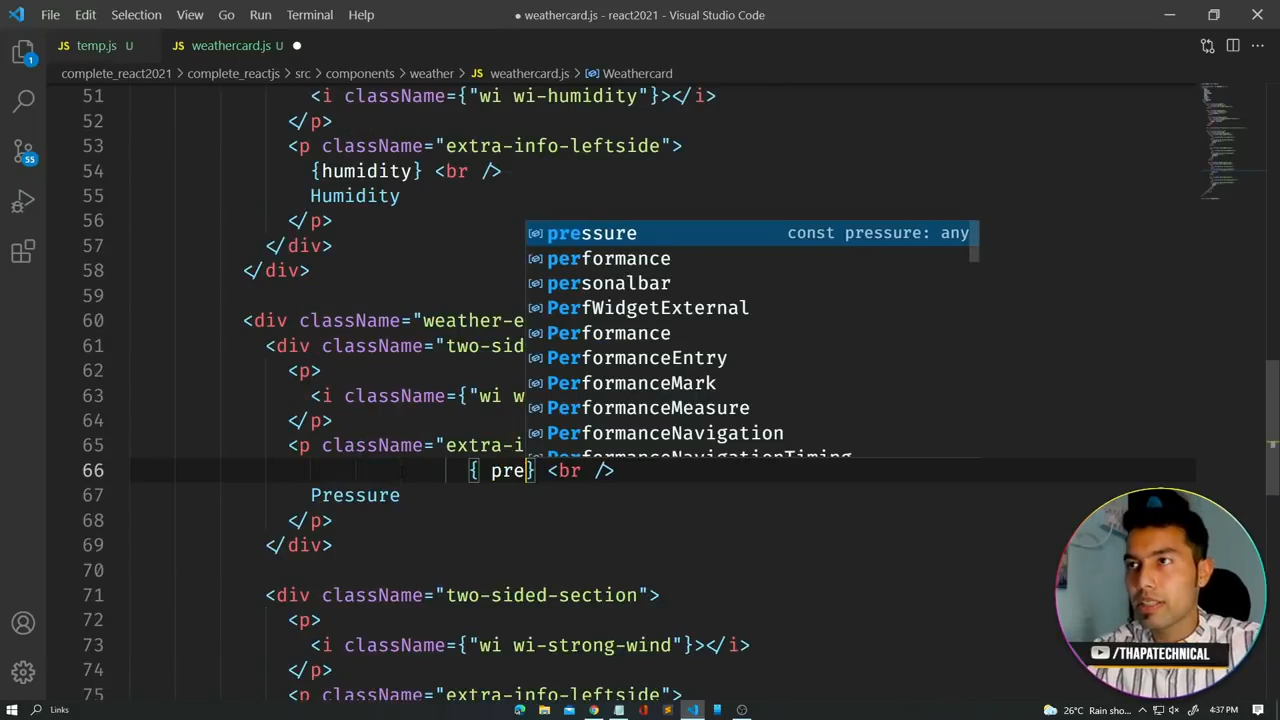 File Edit Selection View Go Run Terminal Help
● weathercard.js - react2021 - Visual Studio Code
JS temp.js U
JS weathercard.js U ●
complete_react2021 > complete_reactjs > src > components > weather > JS weathercard.js > Weathercard
51 <i className={"wi wi-humidity"}></i>
52 </p>
53 <p className="extra-info-leftside">
54 {humidity} <br />
55 Humidity
56 </p>
57 </div>
58 </div>
59
60 <div className="weather-e
61 <div className="two-sid
62 <p>
63 <i className={"wi w
64 </p>
65 <p className="extra-i
66 { pre} <br />
67 Pressure
68 </p>
69 </div>
70
71 <div className="two-sided-section">
72 <p>
73 <i className={"wi wi-strong-wind"}></i>
74 </p>
75 <p className="extra-info-leftside">
pressure const pressure: any
performance
personalbar
PerfWidgetExternal
Performance
PerformanceEntry
PerformanceMark
PerformanceMeasure
PerformanceNavigation
PerformanceNavigationTiming
1
55
/THAPATECHNICAL
Links
26°C Rain sho... 4:37 PM